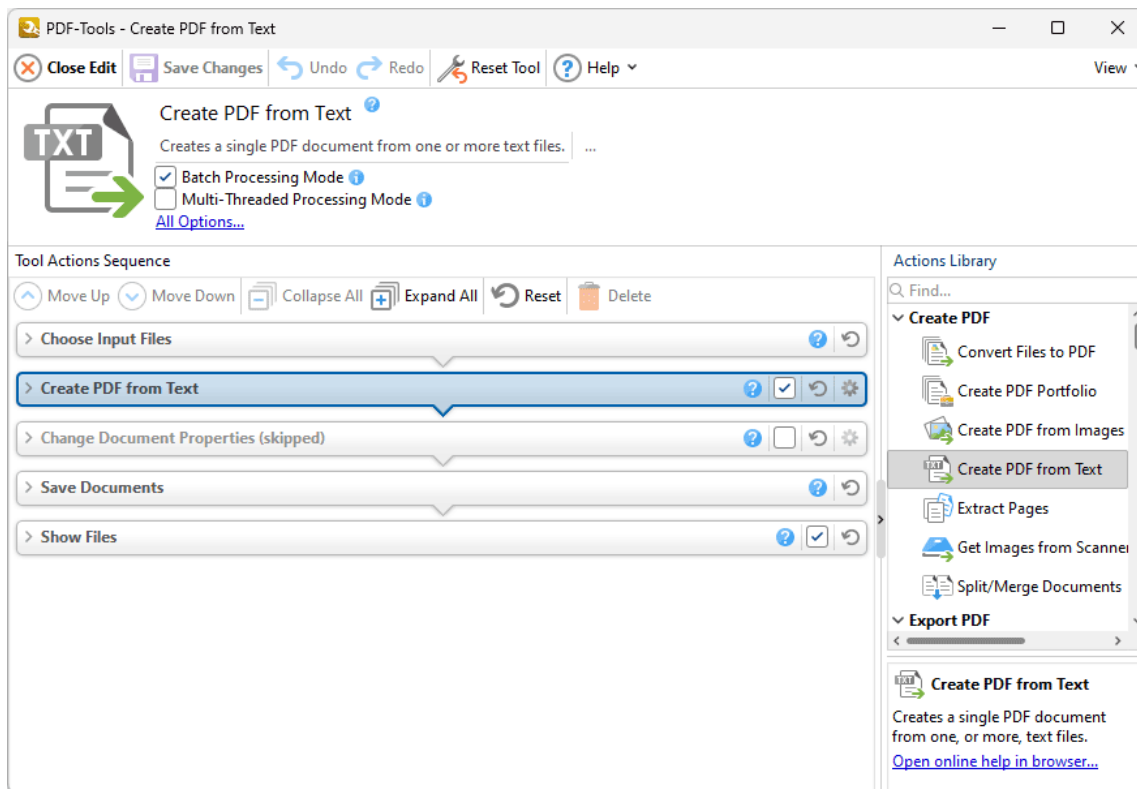 PDF-Tools - Create PDF from Text
Close Edit Save Changes Undo Redo Reset Tool ? Help View
TXT
Create PDF from Text ?
Creates a single PDF document from one or more text files. ...
Batch Processing Mode i
Multi-Threaded Processing Mode i
All Options...
Tool Actions Sequence
Move Up Move Down Collapse All Expand All Reset Delete
Choose Input Files ?
Create PDF from Text ?
Change Document Properties (skipped) ?
Save Documents ?
Show Files ?
Actions Library
Find...
Create PDF
Convert Files to PDF
Create PDF Portfolio
Create PDF from Images
TXT Create PDF from Text
Extract Pages
Get Images from Scanner
Split/Merge Documents
Export PDF
TXT Create PDF from Text
Creates a single PDF document
from one, or more, text files.
Open online help in browser...